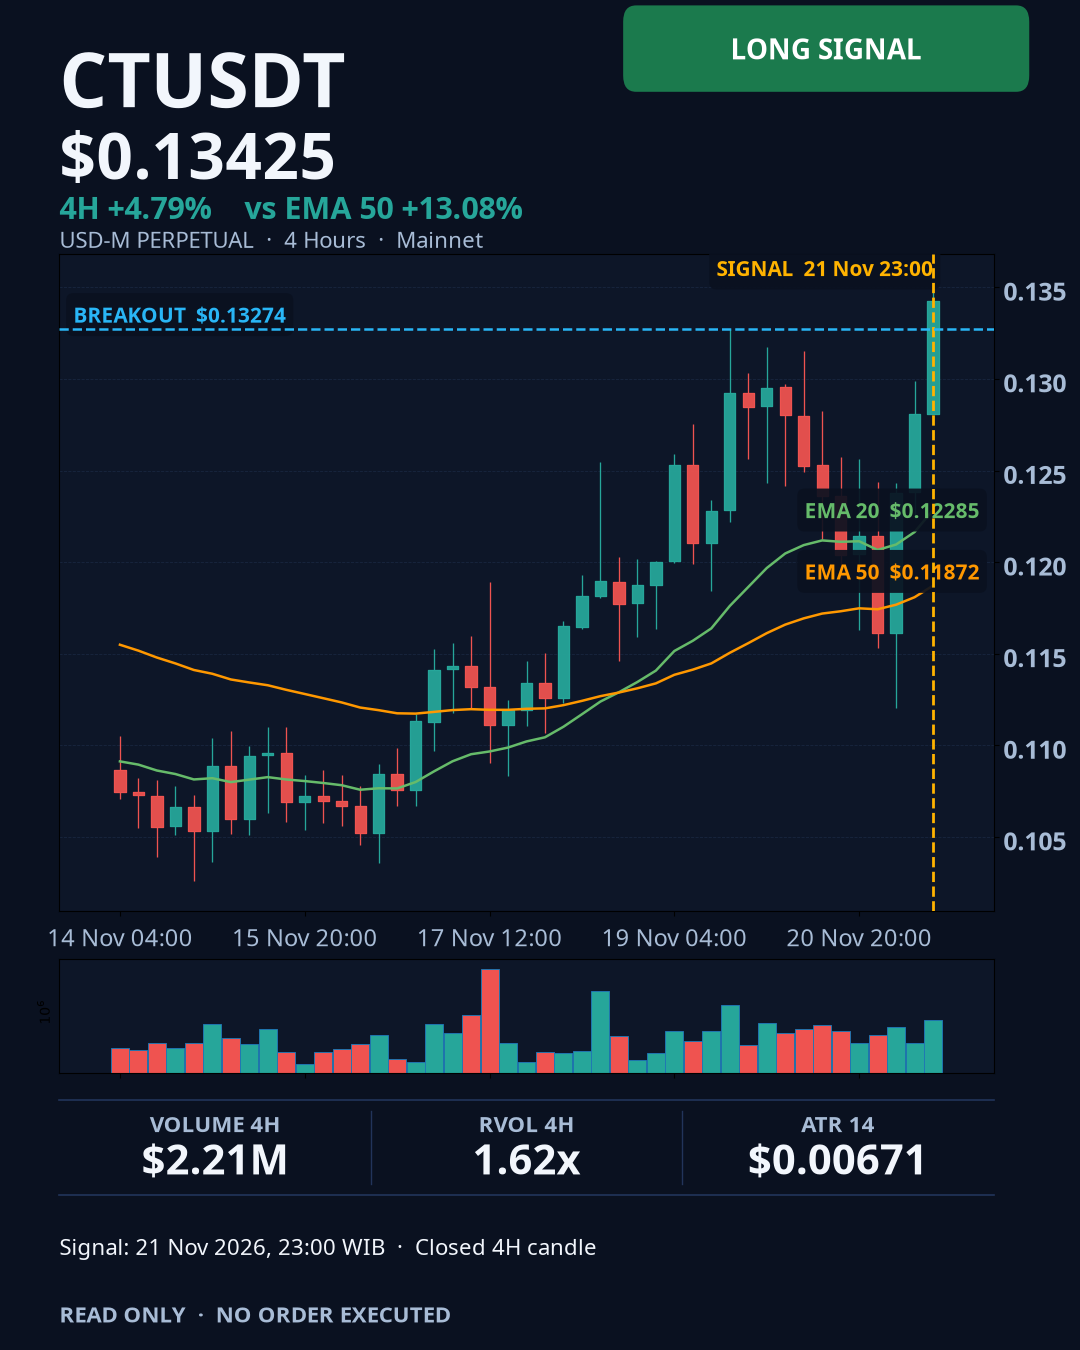 LONG SIGNAL
CTUSDT
$0.13425
4H +4.79% vs EMA 50 +13.08%
USD-M PERPETUAL · 4 Hours · Mainnet
SIGNAL 21 Nov 23:00
0.135
BREAKOUT $0.13274
0.130
0.125
EMA 20 $0.12285
0.120
EMA 50 $0.11872
0.115
0.110
0.105
14 Nov 04:00 15 Nov 20:00 17 Nov 12:00 19 Nov 04:00 20 Nov 20:00
10⁶
VOLUME 4H RVOL 4H ATR 14
$2.21M 1.62x $0.00671
Signal: 21 Nov 2026, 23:00 WIB · Closed 4H candle
READ ONLY · NO ORDER EXECUTED